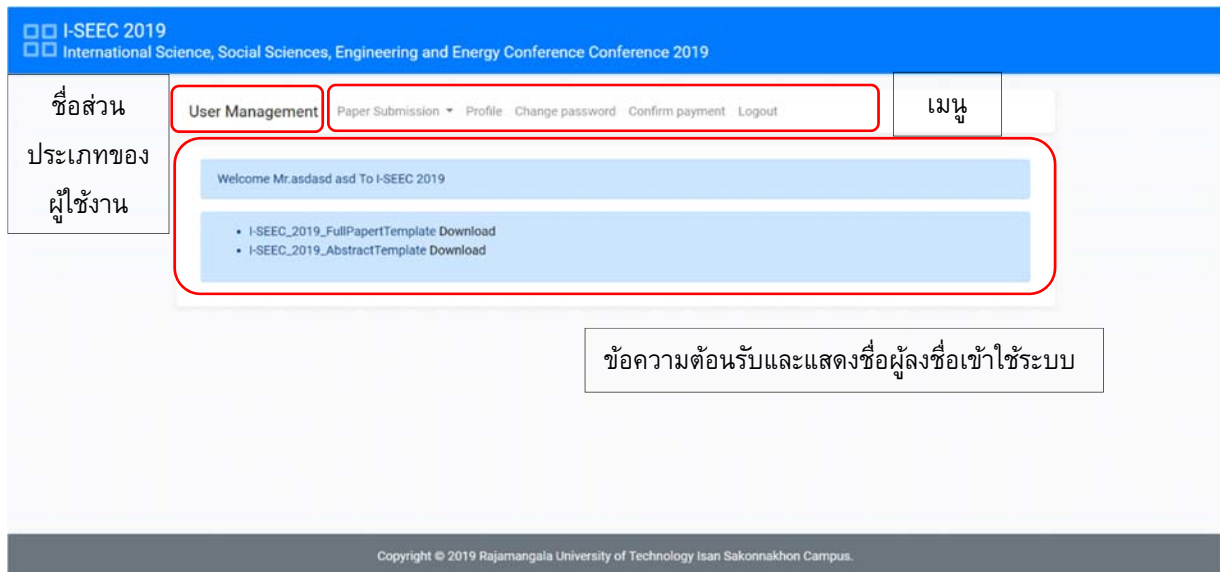 I-SEEC 2019
International Science, Social Sciences, Engineering and Energy Conference Conference 2019
ชื่อส่วน
ประเภทของ
ผู้ใช้งาน
User Management Paper Submission Profile Change password Confirm payment Logout
เมนู
Welcome Mr.asdasd asd To I-SEEC 2019
• I-SEEC_2019_FullPapertTemplate Download
• I-SEEC_2019_AbstractTemplate Download
ข้อความต้อนรับและแสดงชื่อผู้ลงชื่อเข้าใช้ระบบ
Copyright © 2019 Rajamangala University of Technology Isan Sakonnakhon Campus.